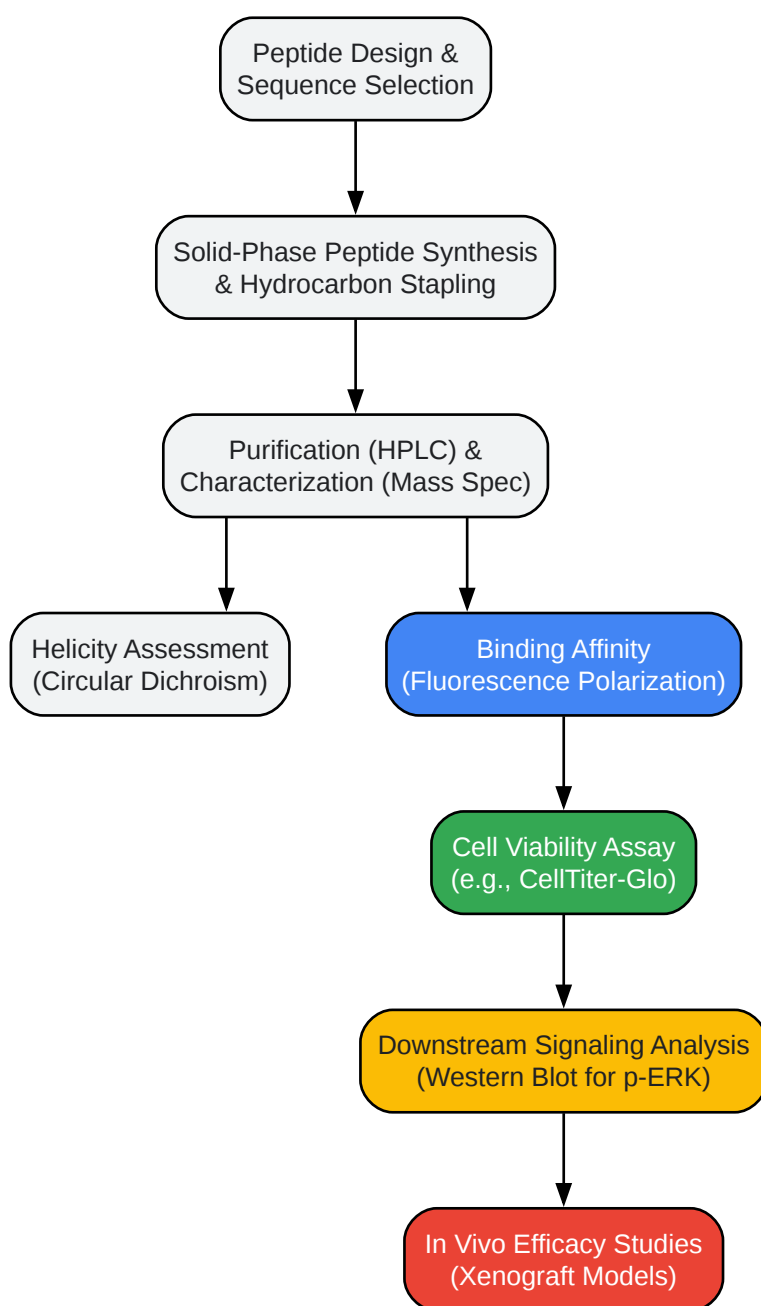 Peptide Design &
Sequence Selection
Solid-Phase Peptide Synthesis
& Hydrocarbon Stapling
Purification (HPLC) &
Characterization (Mass Spec)
Helicity Assessment
(Circular Dichroism)
Binding Affinity
(Fluorescence Polarization)
Cell Viability Assay
(e.g., CellTiter-Glo)
Downstream Signaling Analysis
(Western Blot for p-ERK)
In Vivo Efficacy Studies
(Xenograft Models)